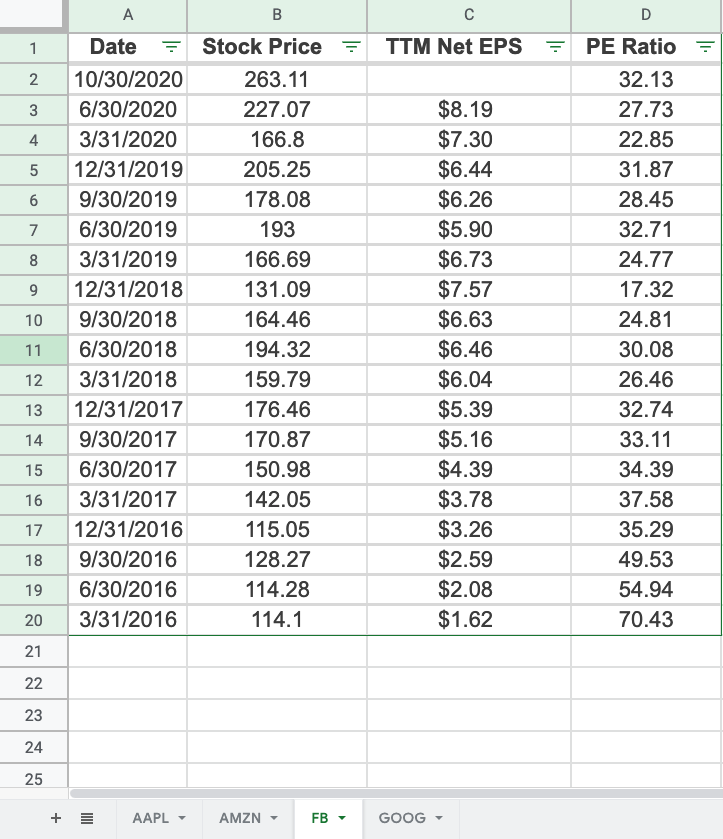 A B C D
1 Date Stock Price TTM Net EPS PE Ratio
2 10/30/2020 263.11 32.13
3 6/30/2020 227.07 $8.19 27.73
4 3/31/2020 166.8 $7.30 22.85
5 12/31/2019 205.25 $6.44 31.87
6 9/30/2019 178.08 $6.26 28.45
7 6/30/2019 193 $5.90 32.71
8 3/31/2019 166.69 $6.73 24.77
9 12/31/2018 131.09 $7.57 17.32
10 9/30/2018 164.46 $6.63 24.81
11 6/30/2018 194.32 $6.46 30.08
12 3/31/2018 159.79 $6.04 26.46
13 12/31/2017 176.46 $5.39 32.74
14 9/30/2017 170.87 $5.16 33.11
15 6/30/2017 150.98 $4.39 34.39
16 3/31/2017 142.05 $3.78 37.58
17 12/31/2016 115.05 $3.26 35.29
18 9/30/2016 128.27 $2.59 49.53
19 6/30/2016 114.28 $2.08 54.94
20 3/31/2016 114.1 $1.62 70.43
21
22
23
24
25
+ AAPL AMZN FB GOOG